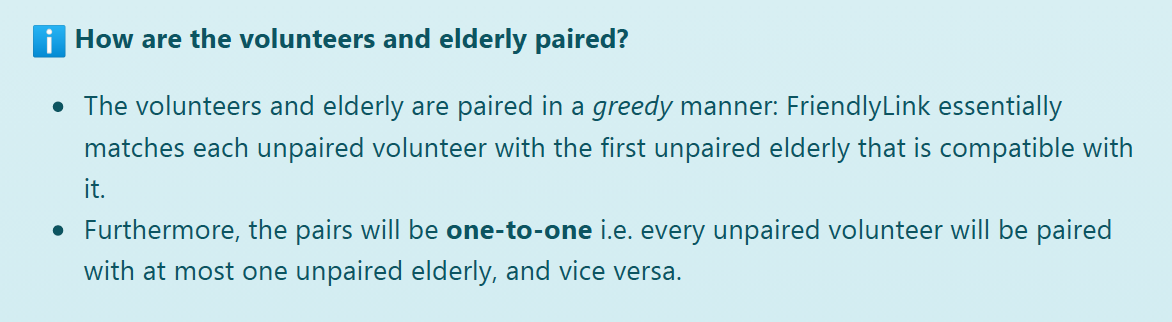 ℹ️ How are the volunteers and elderly paired?
• The volunteers and elderly are paired in a greedy manner: FriendlyLink essentially
matches each unpaired volunteer with the first unpaired elderly that is compatible with
it.
• Furthermore, the pairs will be one-to-one i.e. every unpaired volunteer will be paired
with at most one unpaired elderly, and vice versa.